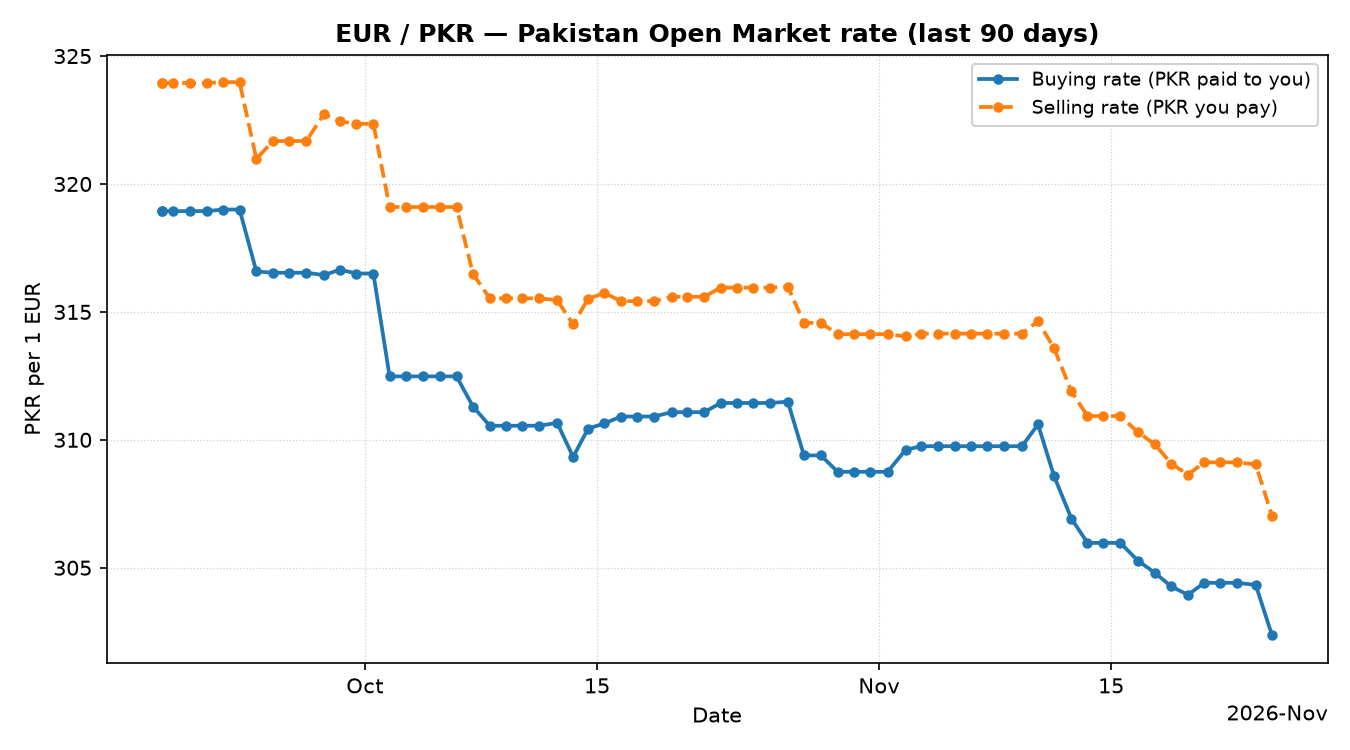 EUR / PKR — Pakistan Open Market rate (last 90 days)
Buying rate (PKR paid to you)
Selling rate (PKR you pay)
PKR per 1 EUR
325
320
315
310
305
Oct
15
Nov
15
Date
2026-Nov